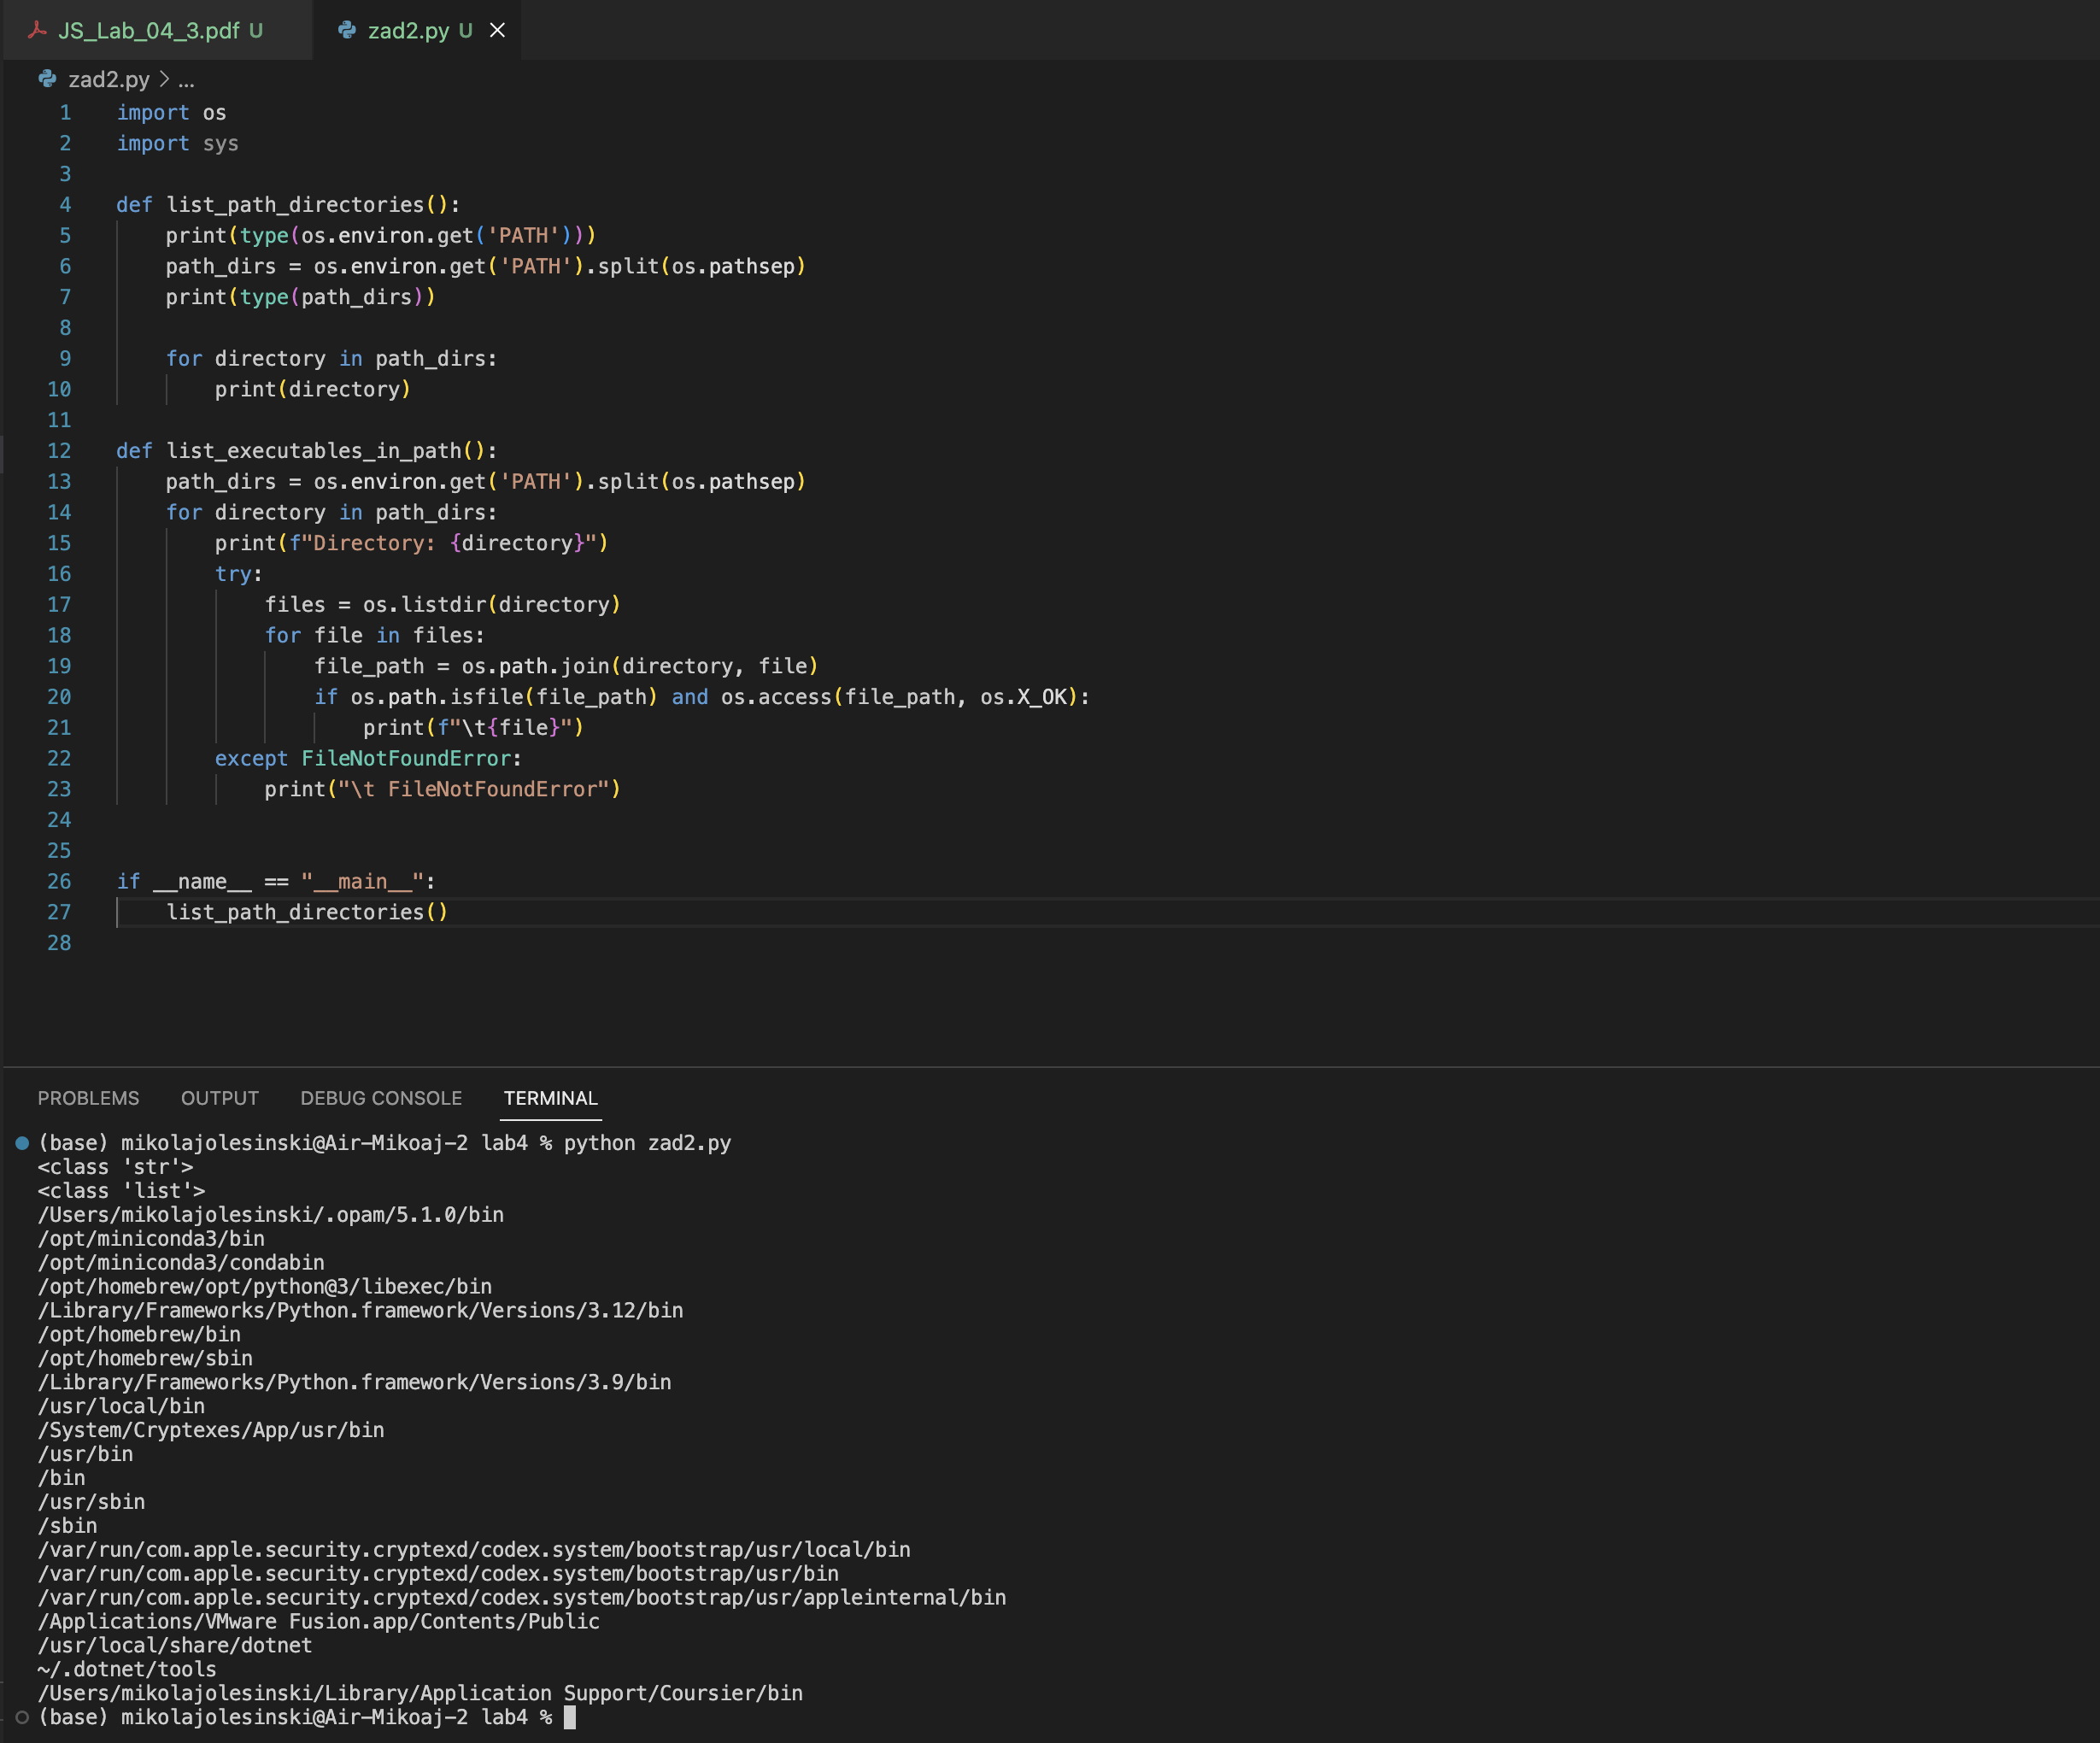 JS_Lab_04_3.pdf U
zad2.py U
zad2.py > ...
1 import os
2 import sys
3
4 def list_path_directories():
5     print(type(os.environ.get('PATH')))
6     path_dirs = os.environ.get('PATH').split(os.pathsep)
7     print(type(path_dirs))
8
9     for directory in path_dirs:
10         print(directory)
11
12 def list_executables_in_path():
13     path_dirs = os.environ.get('PATH').split(os.pathsep)
14     for directory in path_dirs:
15         print(f"Directory: {directory}")
16         try:
17             files = os.listdir(directory)
18             for file in files:
19                 file_path = os.path.join(directory, file)
20                 if os.path.isfile(file_path) and os.access(file_path, os.X_OK):
21                     print(f"\t{file}")
22         except FileNotFoundError:
23             print("\t FileNotFoundError")
24
25
26 if __name__ == "__main__":
27     list_path_directories()
28
PROBLEMS OUTPUT DEBUG CONSOLE TERMINAL
(base) mikolajolesinski@Air-Mikoaj-2 lab4 % python zad2.py
<class 'str'>
<class 'list'>
/Users/mikolajolesinski/.opam/5.1.0/bin
/opt/miniconda3/bin
/opt/miniconda3/condabin
/opt/homebrew/opt/python@3/libexec/bin
/Library/Frameworks/Python.framework/Versions/3.12/bin
/opt/homebrew/bin
/opt/homebrew/sbin
/Library/Frameworks/Python.framework/Versions/3.9/bin
/usr/local/bin
/System/Cryptexes/App/usr/bin
/usr/bin
/bin
/usr/sbin
/sbin
/var/run/com.apple.security.cryptexd/codex.system/bootstrap/usr/local/bin
/var/run/com.apple.security.cryptexd/codex.system/bootstrap/usr/bin
/var/run/com.apple.security.cryptexd/codex.system/bootstrap/usr/appleinternal/bin
/Applications/VMware Fusion.app/Contents/Public
/usr/local/share/dotnet
~/.dotnet/tools
/Users/mikolajolesinski/Library/Application Support/Coursier/bin
(base) mikolajolesinski@Air-Mikoaj-2 lab4 %